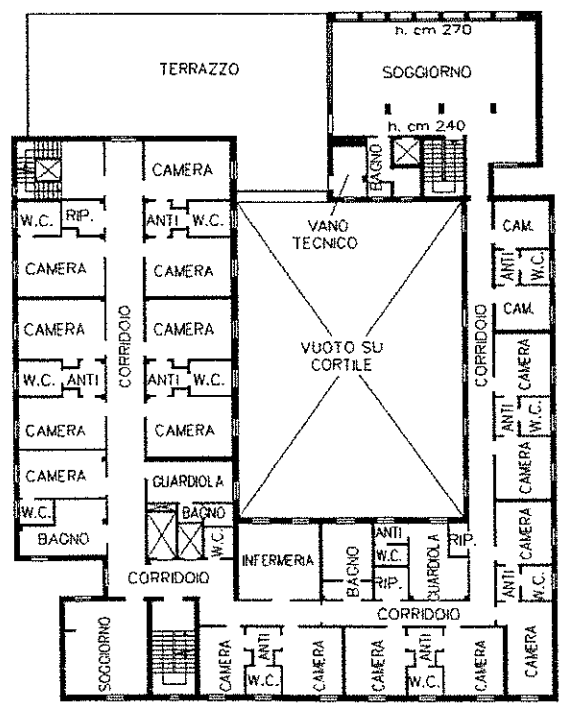 h. cm 270
TERRAZZO
SOGGIORNO
h. cm 240
BAGNO
CAMERA
W.C.
RIP.
ANTI
W.C.
VANO
TECNICO
CAM.
ANTI
W.C.
CAMERA
CAMERA
CAM.
CORRIDOIO
CORRIDOIO
CAMERA
CAMERA
VUOTO SU
CORTILE
CAMERA
W.C.
ANTI
ANTI
W.C.
ANTI
W.C.
CAMERA
CAMERA
CAMERA
CAMERA
GUARDIOLA
W.C.
BAGNO
BAGNO
W.C.
INFERMERIA
BAGNO
ANTI
W.C.
GUARDIOLA
RIP.
CAMERA
CORRIDOIO
BAGNO
RIP.
ANTI
W.C.
CORRIDOIO
SOGGIORNO
CAMERA
ANTI
W.C.
CAMERA
CAMERA
ANTI
W.C.
CAMERA
CAMERA